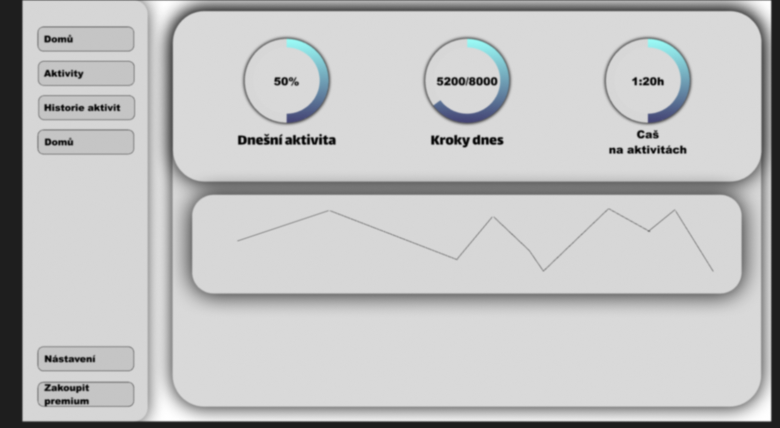 Domů
Aktivity
Historie aktivit
Domů
Nástavení
Zakoupit
premium
50%
Dnešní aktivita
5200/8000
Kroky dnes
1:20h
Caš
na aktivitách